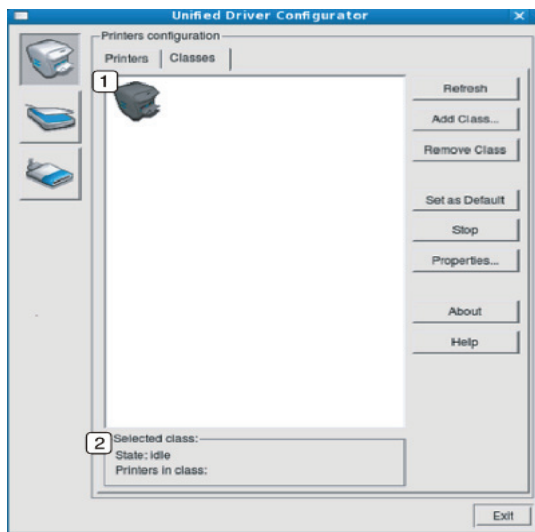 Unified Driver Configurator
Printers configuration
Printers Classes
1
Refresh
Add Class...
Remove Class
Set as Default
Stop
Properties...
About
Help
2
Selected class:
State: idle
Printers in class:
Exit